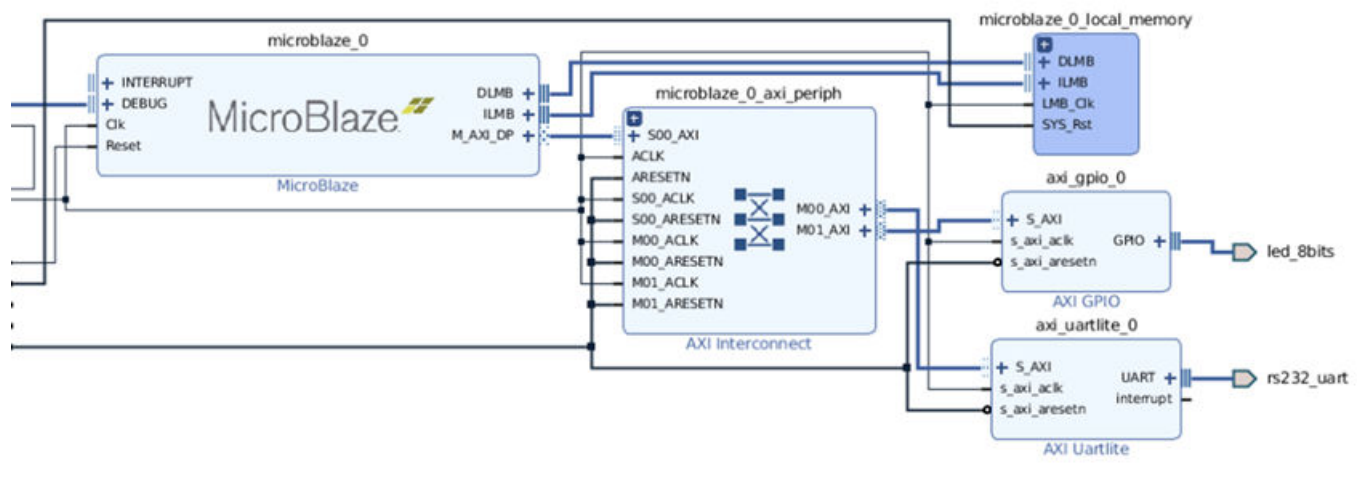 microblaze_0
INTERRUPT
DEBUG
Clk
Reset
MicroBlaze
DLMB
ILMB
M_AXI_DP
MicroBlaze
microblaze_0_axi_periph
S00_AXI
ACLK
ARESETN
S00_ACLK
S00_ARESETN
M00_ACLK
M00_ARESETN
M01_ACLK
M01_ARESETN
M00_AXI
M01_AXI
AXI Interconnect
microblaze_0_local_memory
DLMB
ILMB
LMB_Clk
SYS_Rst
axi_gpio_0
S_AXI
s_axi_aclk
s_axi_aresetn
GPIO
AXI GPIO
led_8bits
axi_uartlite_0
S_AXI
s_axi_aclk
s_axi_aresetn
UART
interrupt
AXI Uartlite
rs232_uart